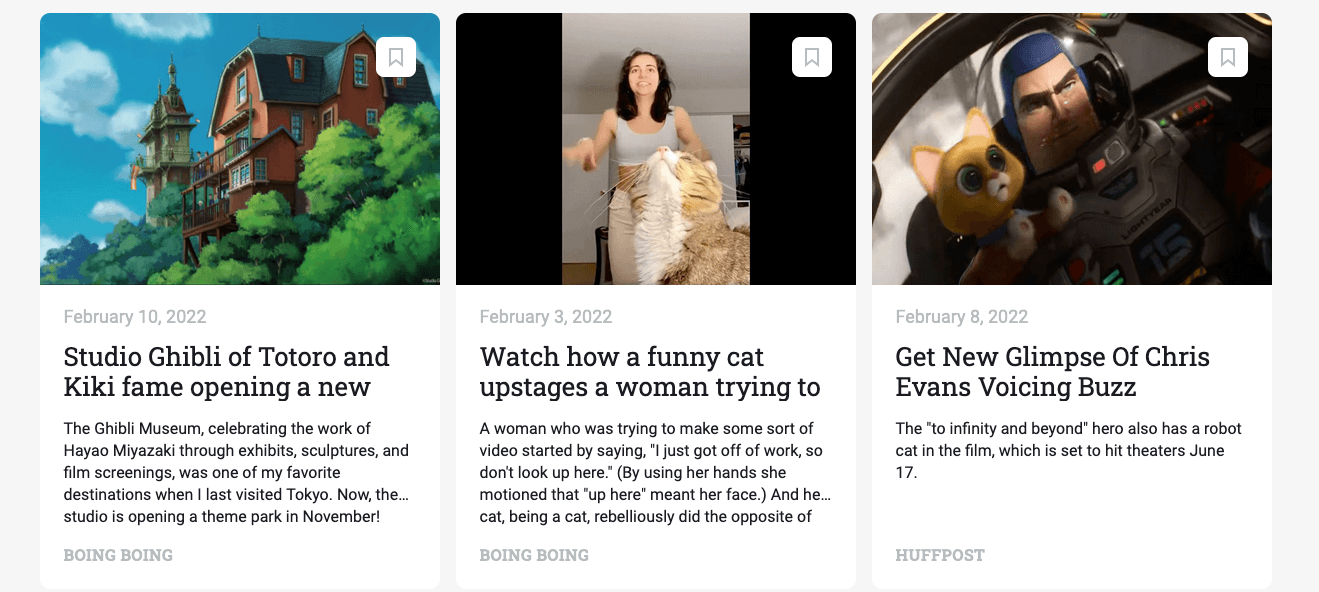 LIGHTYEAR
February 10, 2022
Studio Ghibli of Totoro and
Kiki fame opening a new
The Ghibli Museum, celebrating the work of
Hayao Miyazaki through exhibits, sculptures, and
film screenings, was one of my favorite
destinations when I last visited Tokyo. Now, the…
studio is opening a theme park in November!
BOING BOING
February 3, 2022
Watch how a funny cat
upstages a woman trying to
A woman who was trying to make some sort of
video started by saying, "I just got off of work, so
don't look up here." (By using her hands she
motioned that "up here" meant her face.) And he…
cat, being a cat, rebelliously did the opposite of
BOING BOING
February 8, 2022
Get New Glimpse Of Chris
Evans Voicing Buzz
The "to infinity and beyond" hero also has a robot
cat in the film, which is set to hit theaters June
17.
HUFFPOST